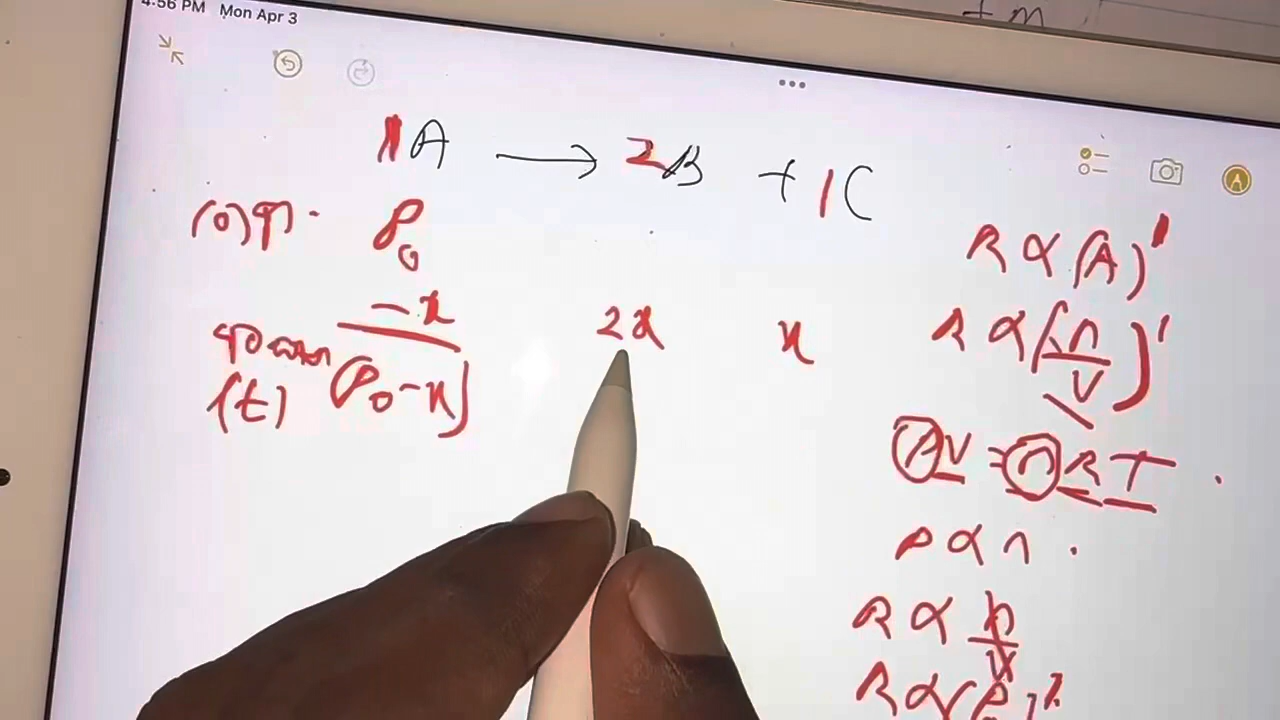 4:56 PM Mon Apr 3
+ m
1A → 2B + 1C
(0) P₀
-x 2x x
(t) (P₀-x)
R ∝ (A)¹
R ∝ (n/V)¹
PV = nRT
P ∝ n
R ∝ n/V